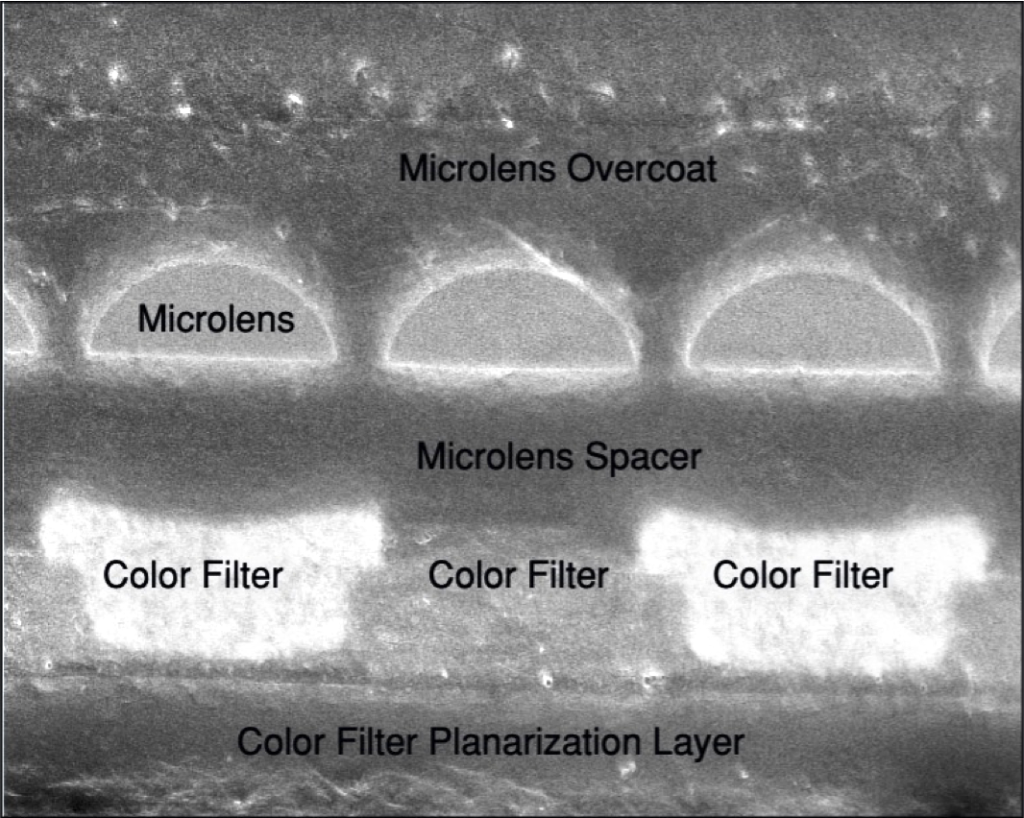 Microlens Overcoat
Microlens
Microlens Spacer
Color Filter
Color Filter
Color Filter
Color Filter Planarization Layer